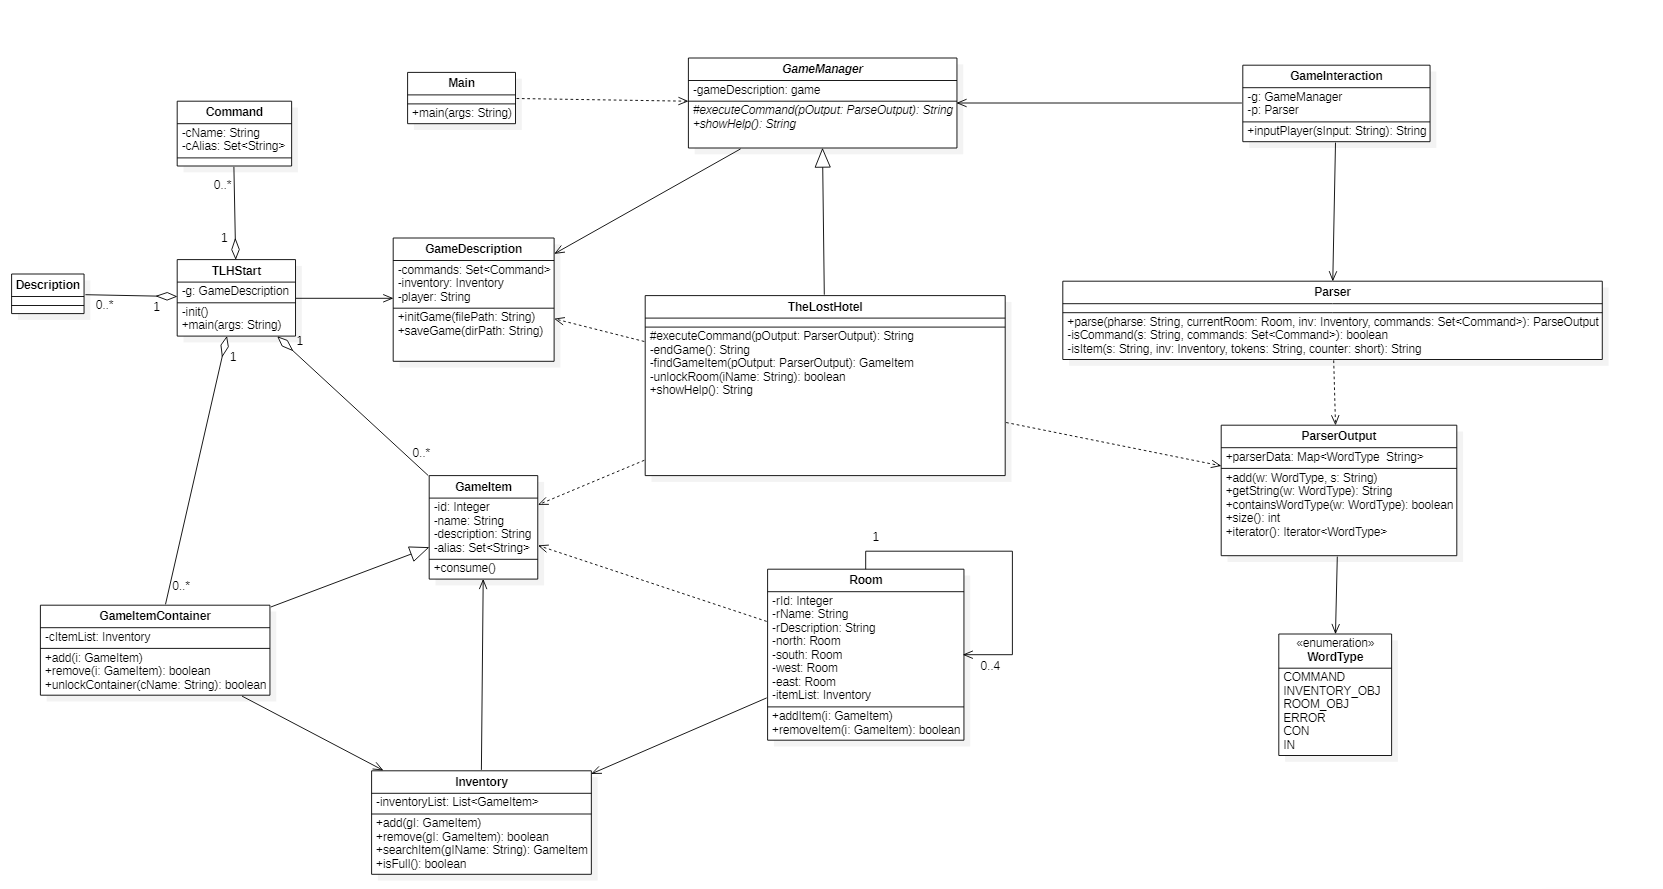 Main
+main(args: String)
GameManager
-gameDescription: game
#executeCommand(pOutput: ParseOutput): String
+showHelp(): String
GameInteraction
-g: GameManager
-p: Parser
+inputPlayer(sInput: String): String
Command
-cName: String
-cAlias: Set<String>
0..*
1
Description
0..*
1
TLHStart
-g: GameDescription
-init()
+main(args: String)
1
1
GameDescription
-commands: Set<Command>
-inventory: Inventory
-player: String
+initGame(filePath: String)
+saveGame(dirPath: String)
TheLostHotel
#executeCommand(pOutput: ParserOutput): String
-endGame(): String
-findGameItem(pOutput: ParserOutput): GameItem
-unlockRoom(iName: String): boolean
+showHelp(): String
Parser
+parse(pharse: String, currentRoom: Room, inv: Inventory, commands: Set<Command>): ParseOutput
-isCommand(s: String, commands: Set<Command>): boolean
-isItem(s: String, inv: Inventory, tokens: String, counter: short): String
ParserOutput
+parserData: Map<WordType  String>
+add(w: WordType, s: String)
+getString(w: WordType): String
+containsWordType(w: WordType): boolean
+size(): int
+iterator(): Iterator<WordType>
0..*
GameItem
-id: Integer
-name: String
-description: String
-alias: Set<String>
+consume()
0..*
GameItemContainer
-cItemList: Inventory
+add(i: GameItem)
+remove(i: GameItem): boolean
+unlockContainer(cName: String): boolean
1
Room
-rId: Integer
-rName: String
-rDescription: String
-north: Room
-south: Room
-west: Room
-east: Room
-itemList: Inventory
+addItem(i: GameItem)
+removeItem(i: GameItem): boolean
0..4
«enumeration»
WordType
COMMAND
INVENTORY_OBJ
ROOM_OBJ
ERROR
CON
IN
Inventory
-inventoryList: List<GameItem>
+add(gI: GameItem)
+remove(gI: GameItem): boolean
+searchItem(gIName: String): GameItem
+isFull(): boolean